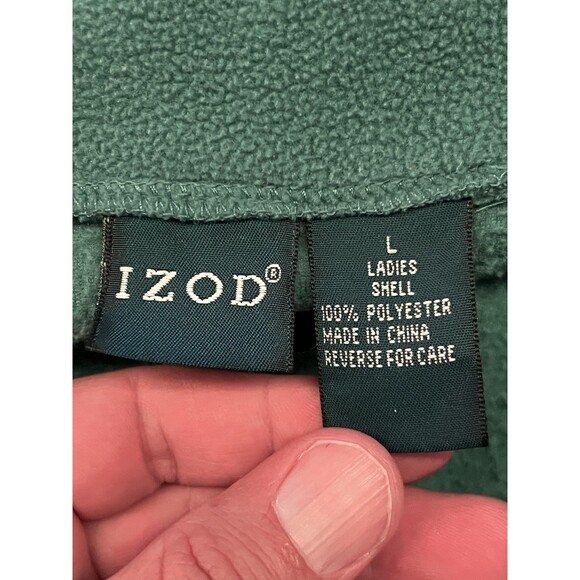 IZOD®
L
LADIES
SHELL
100% POLYESTER
MADE IN CHINA
REVERSE FOR CARE